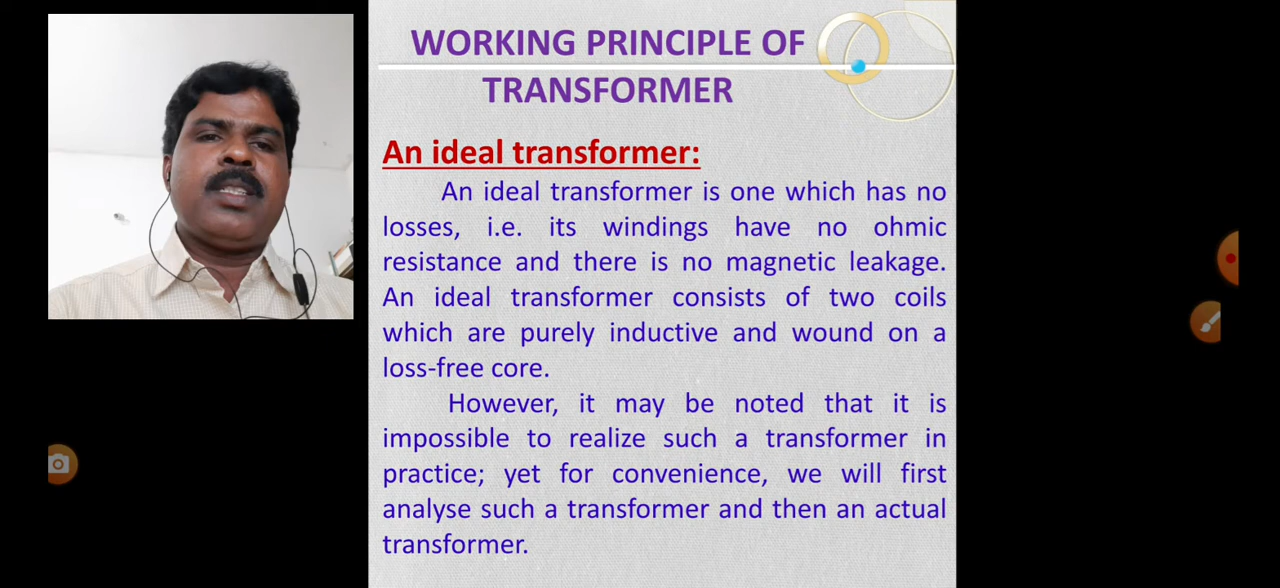 WORKING PRINCIPLE OF
TRANSFORMER
An ideal transformer:
An ideal transformer is one which has no
losses, i.e. its windings have no ohmic
resistance and there is no magnetic leakage.
An ideal transformer consists of two coils
which are purely inductive and wound on a
loss-free core.
However, it may be noted that it is
impossible to realize such a transformer in
practice; yet for convenience, we will first
analyse such a transformer and then an actual
transformer.